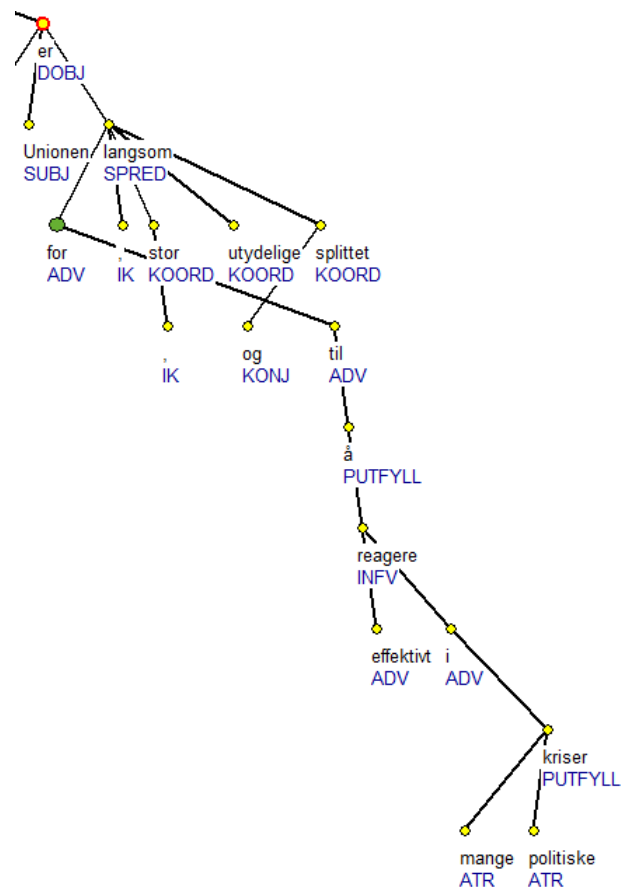 er
DOBJ
Unionen langsom
SUBJ SPRED
for , stor utydelige splittet
ADV IK KOORD KOORD KOORD
, og til
IK KONJ ADV
å
PUTFYLL
reagere
INFV
effektivt i
ADV ADV
kriser
PUTFYLL
mange politiske
ATR ATR